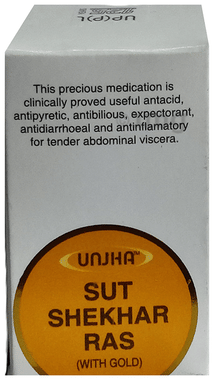 UP(P)L
This precious medication is
clinically proved useful antacid,
antipyretic, antibilious, expectorant,
antidiarrhoeal and antinflamatory
for tender abdominal viscera.
UNJHA™
SUT
SHEKHAR
RAS
(WITH GOLD)